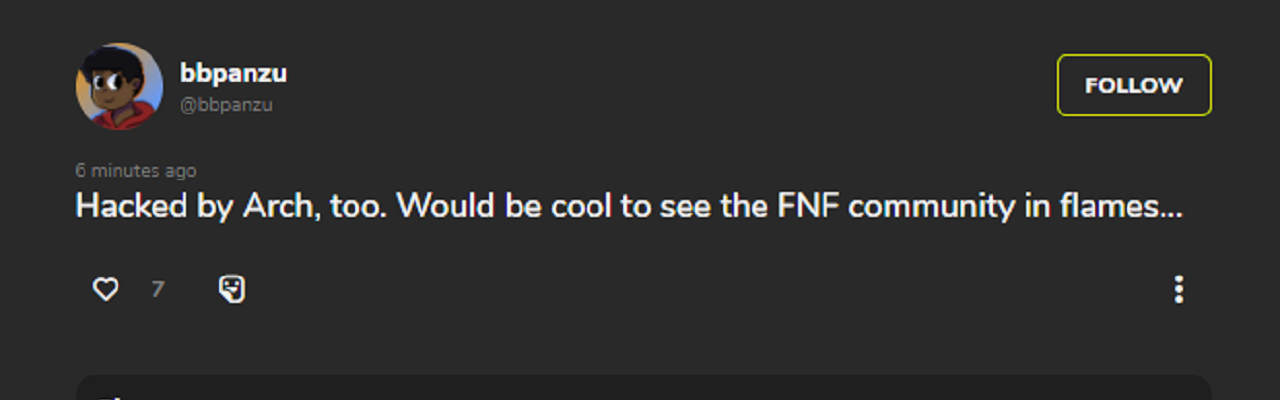 bbpanzu
@bbpanzu
FOLLOW
6 minutes ago
Hacked by Arch, too. Would be cool to see the FNF community in flames...
7